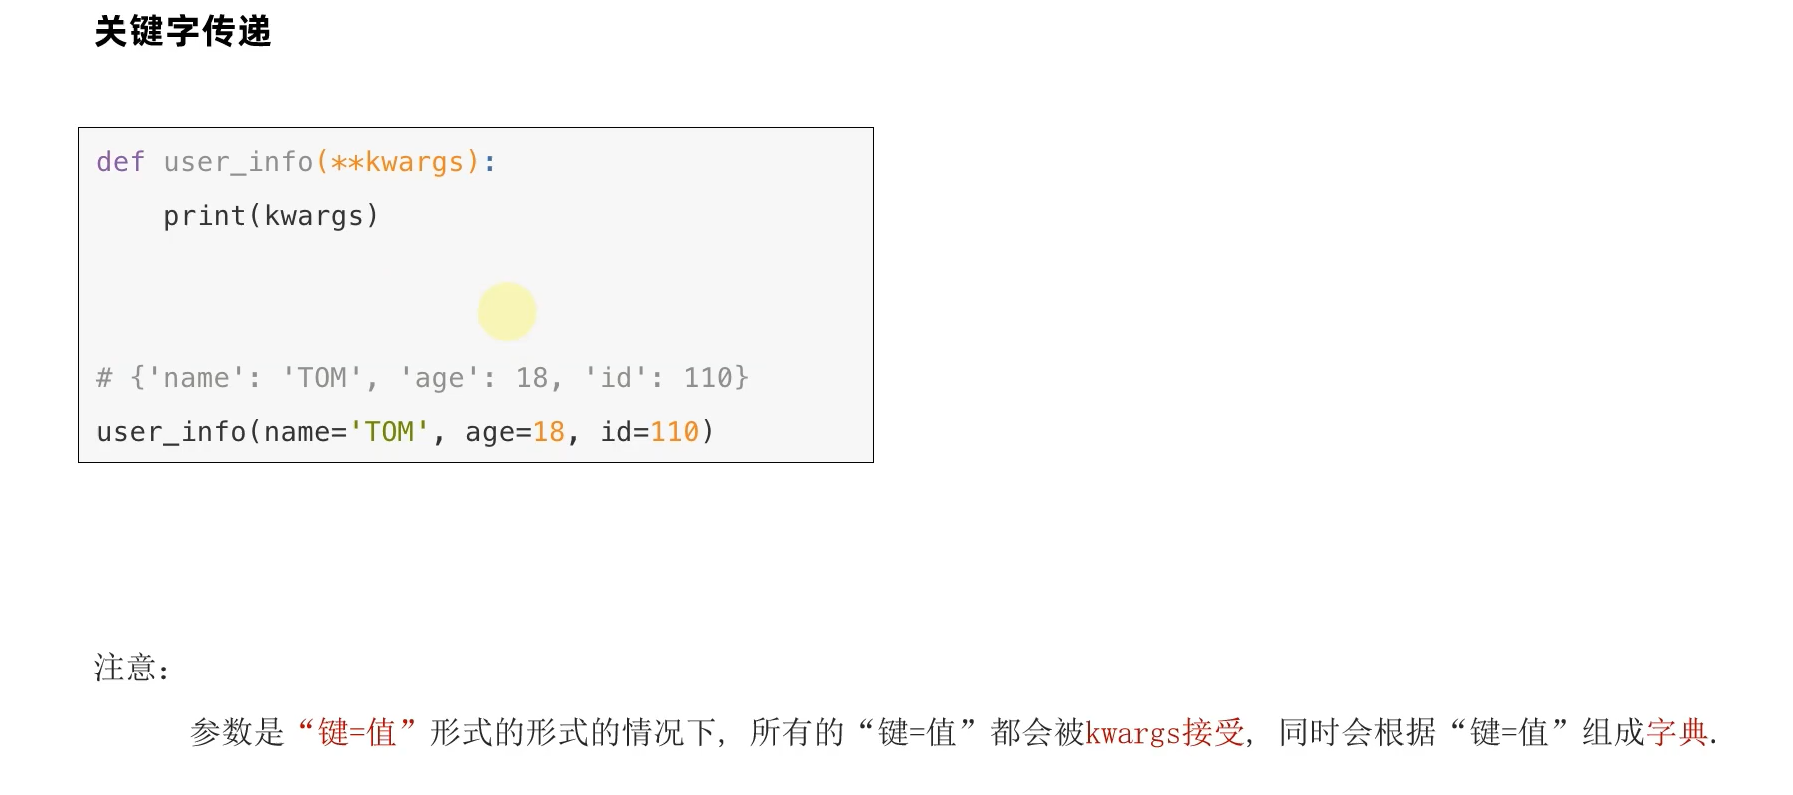 关键字传递
def user_info(**kwargs):
    print(kwargs)
# {'name': 'TOM', 'age': 18, 'id': 110}
user_info(name='TOM', age=18, id=110)
注意：
参数是“键=值”形式的形式的情况下, 所有的“键=值”都会被kwargs接受, 同时会根据“键=值”组成字典.